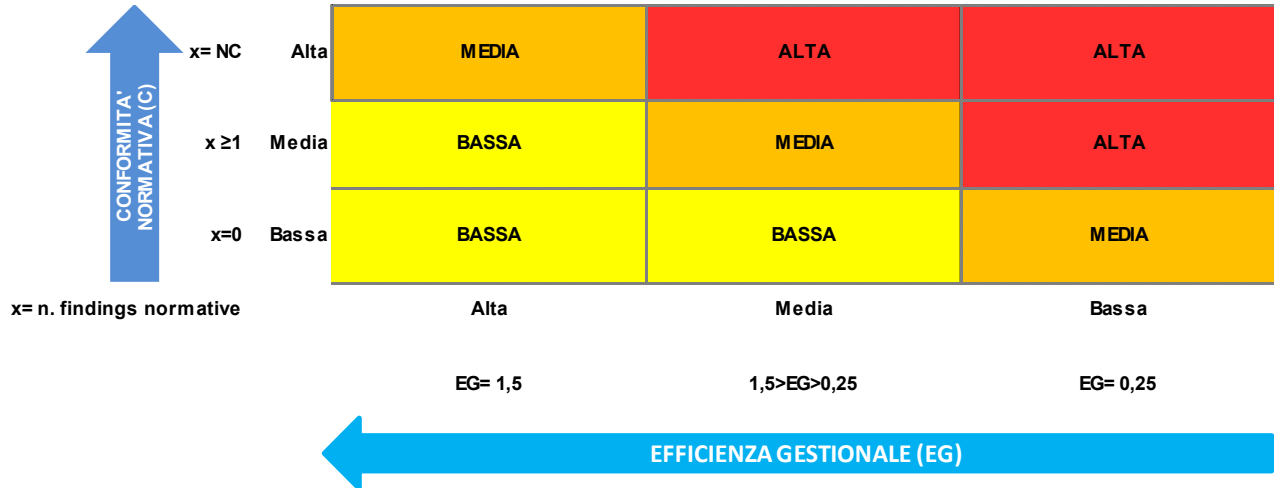 CONFORMITA'
NORMATIVA (C)
x= NC Alta MEDIA ALTA ALTA
x ≥1 Media BASSA MEDIA ALTA
x=0 Bassa BASSA BASSA MEDIA
x= n. findings normative Alta Media Bassa
EG= 1,5 1,5>EG>0,25 EG= 0,25
EFFICIENZA GESTIONALE (EG)